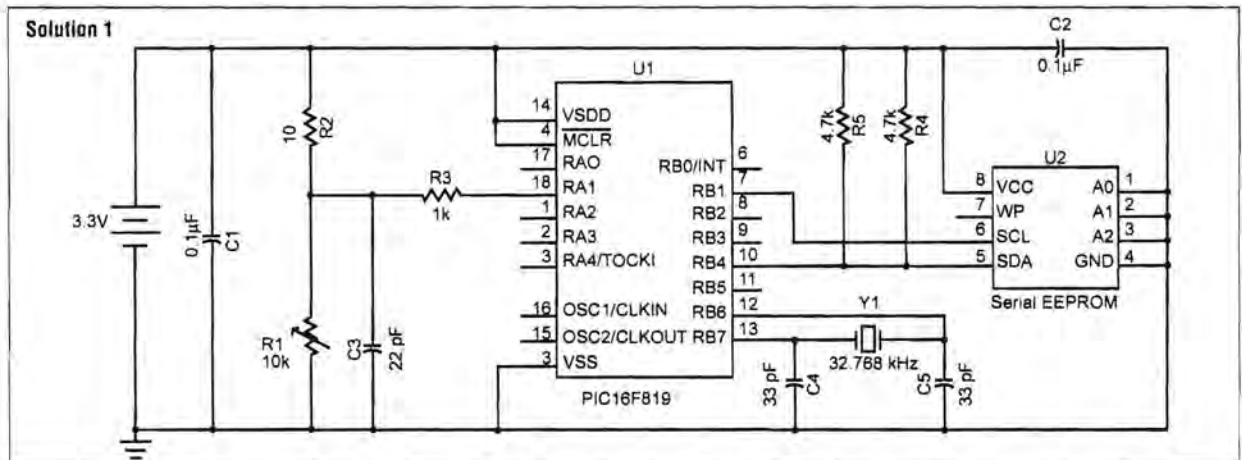 Solution 1
C2
0.1µF
U1
14 VSDD
4 MCLR
17 RAO
18 RA1
1 RA2
2 RA3
3 RA4/TOCKI
16 OSC1/CLKIN
15 OSC2/CLKOUT
3 VSS
RB0/INT 6
RB1 7
RB2 8
RB3 9
RB4 10
RB5 11
RB6 12
RB7 13
PIC16F819
3.3V
0.1µF
C1
10
R2
R1
10k
C3
22 pF
R3
1k
4.7k
R5
4.7k
R4
U2
8 VCC
7 WP
6 SCL
5 SDA
A0 1
A1 2
A2 3
GND 4
Serial EEPROM
Y1
32.768 kHz
33 pF
C4
C5
33 pF